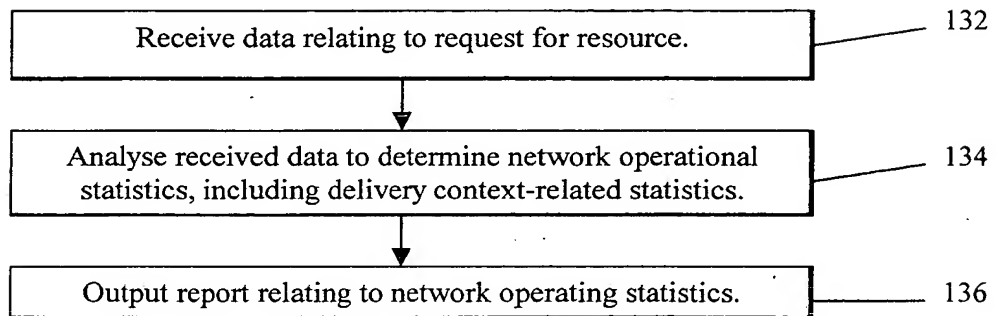 Receive data relating to request for resource.
132
Analyse received data to determine network operational
statistics, including delivery context-related statistics.
134
Output report relating to network operating statistics.
136